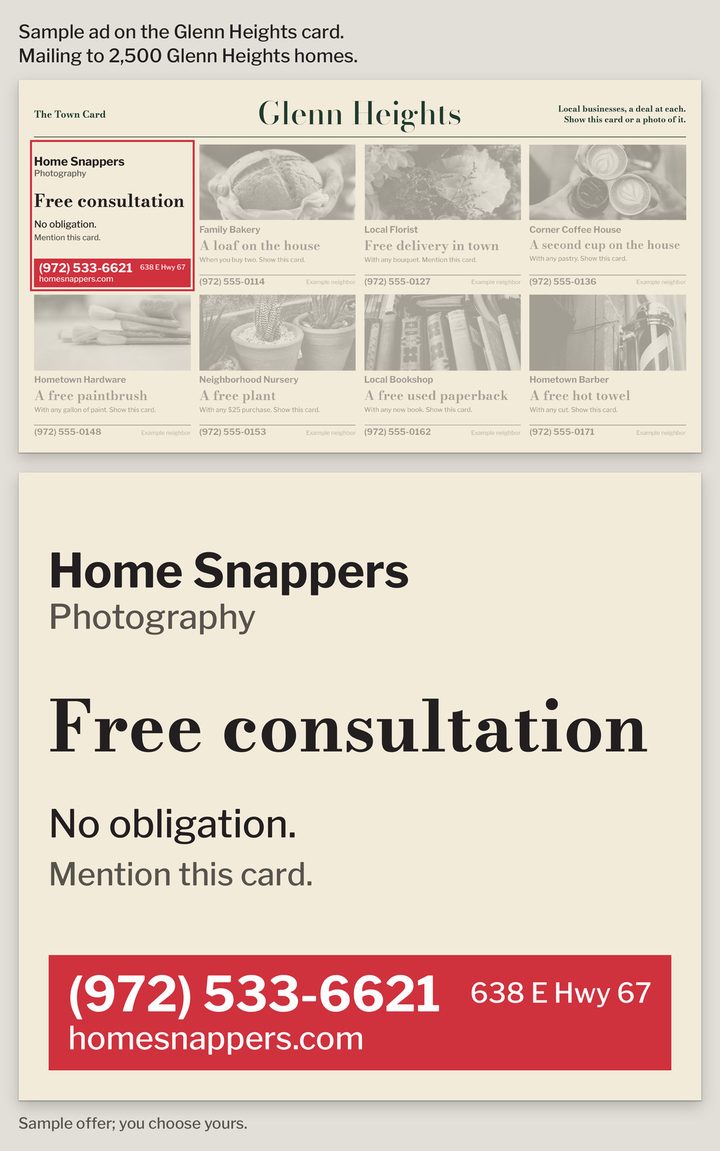 Sample ad on the Glenn Heights card.
Mailing to 2,500 Glenn Heights homes.
The Town Card
Glenn Heights
Local businesses, a deal at each.
Show this card or a photo of it.
Home Snappers
Photography
Free consultation
No obligation.
Mention this card.
(972) 533-6621 638 E Hwy 67
homesnappers.com
Family Bakery
A loaf on the house
When you buy two. Show this card.
(972) 555-0114 Example neighbor
Local Florist
Free delivery in town
With any bouquet. Mention this card.
(972) 555-0127 Example neighbor
Corner Coffee House
A second cup on the house
With any pastry. Show this card.
(972) 555-0136 Example neighbor
Hometown Hardware
A free paintbrush
With any gallon of paint. Show this card.
(972) 555-0148 Example neighbor
Neighborhood Nursery
A free plant
With any $25 purchase. Show this card.
(972) 555-0153 Example neighbor
Local Bookshop
A free used paperback
With any new book. Show this card.
(972) 555-0162 Example neighbor
Hometown Barber
A free hot towel
With any cut. Show this card.
(972) 555-0171 Example neighbor
Home Snappers
Photography
Free consultation
No obligation.
Mention this card.
(972) 533-6621 638 E Hwy 67
homesnappers.com
Sample offer; you choose yours.